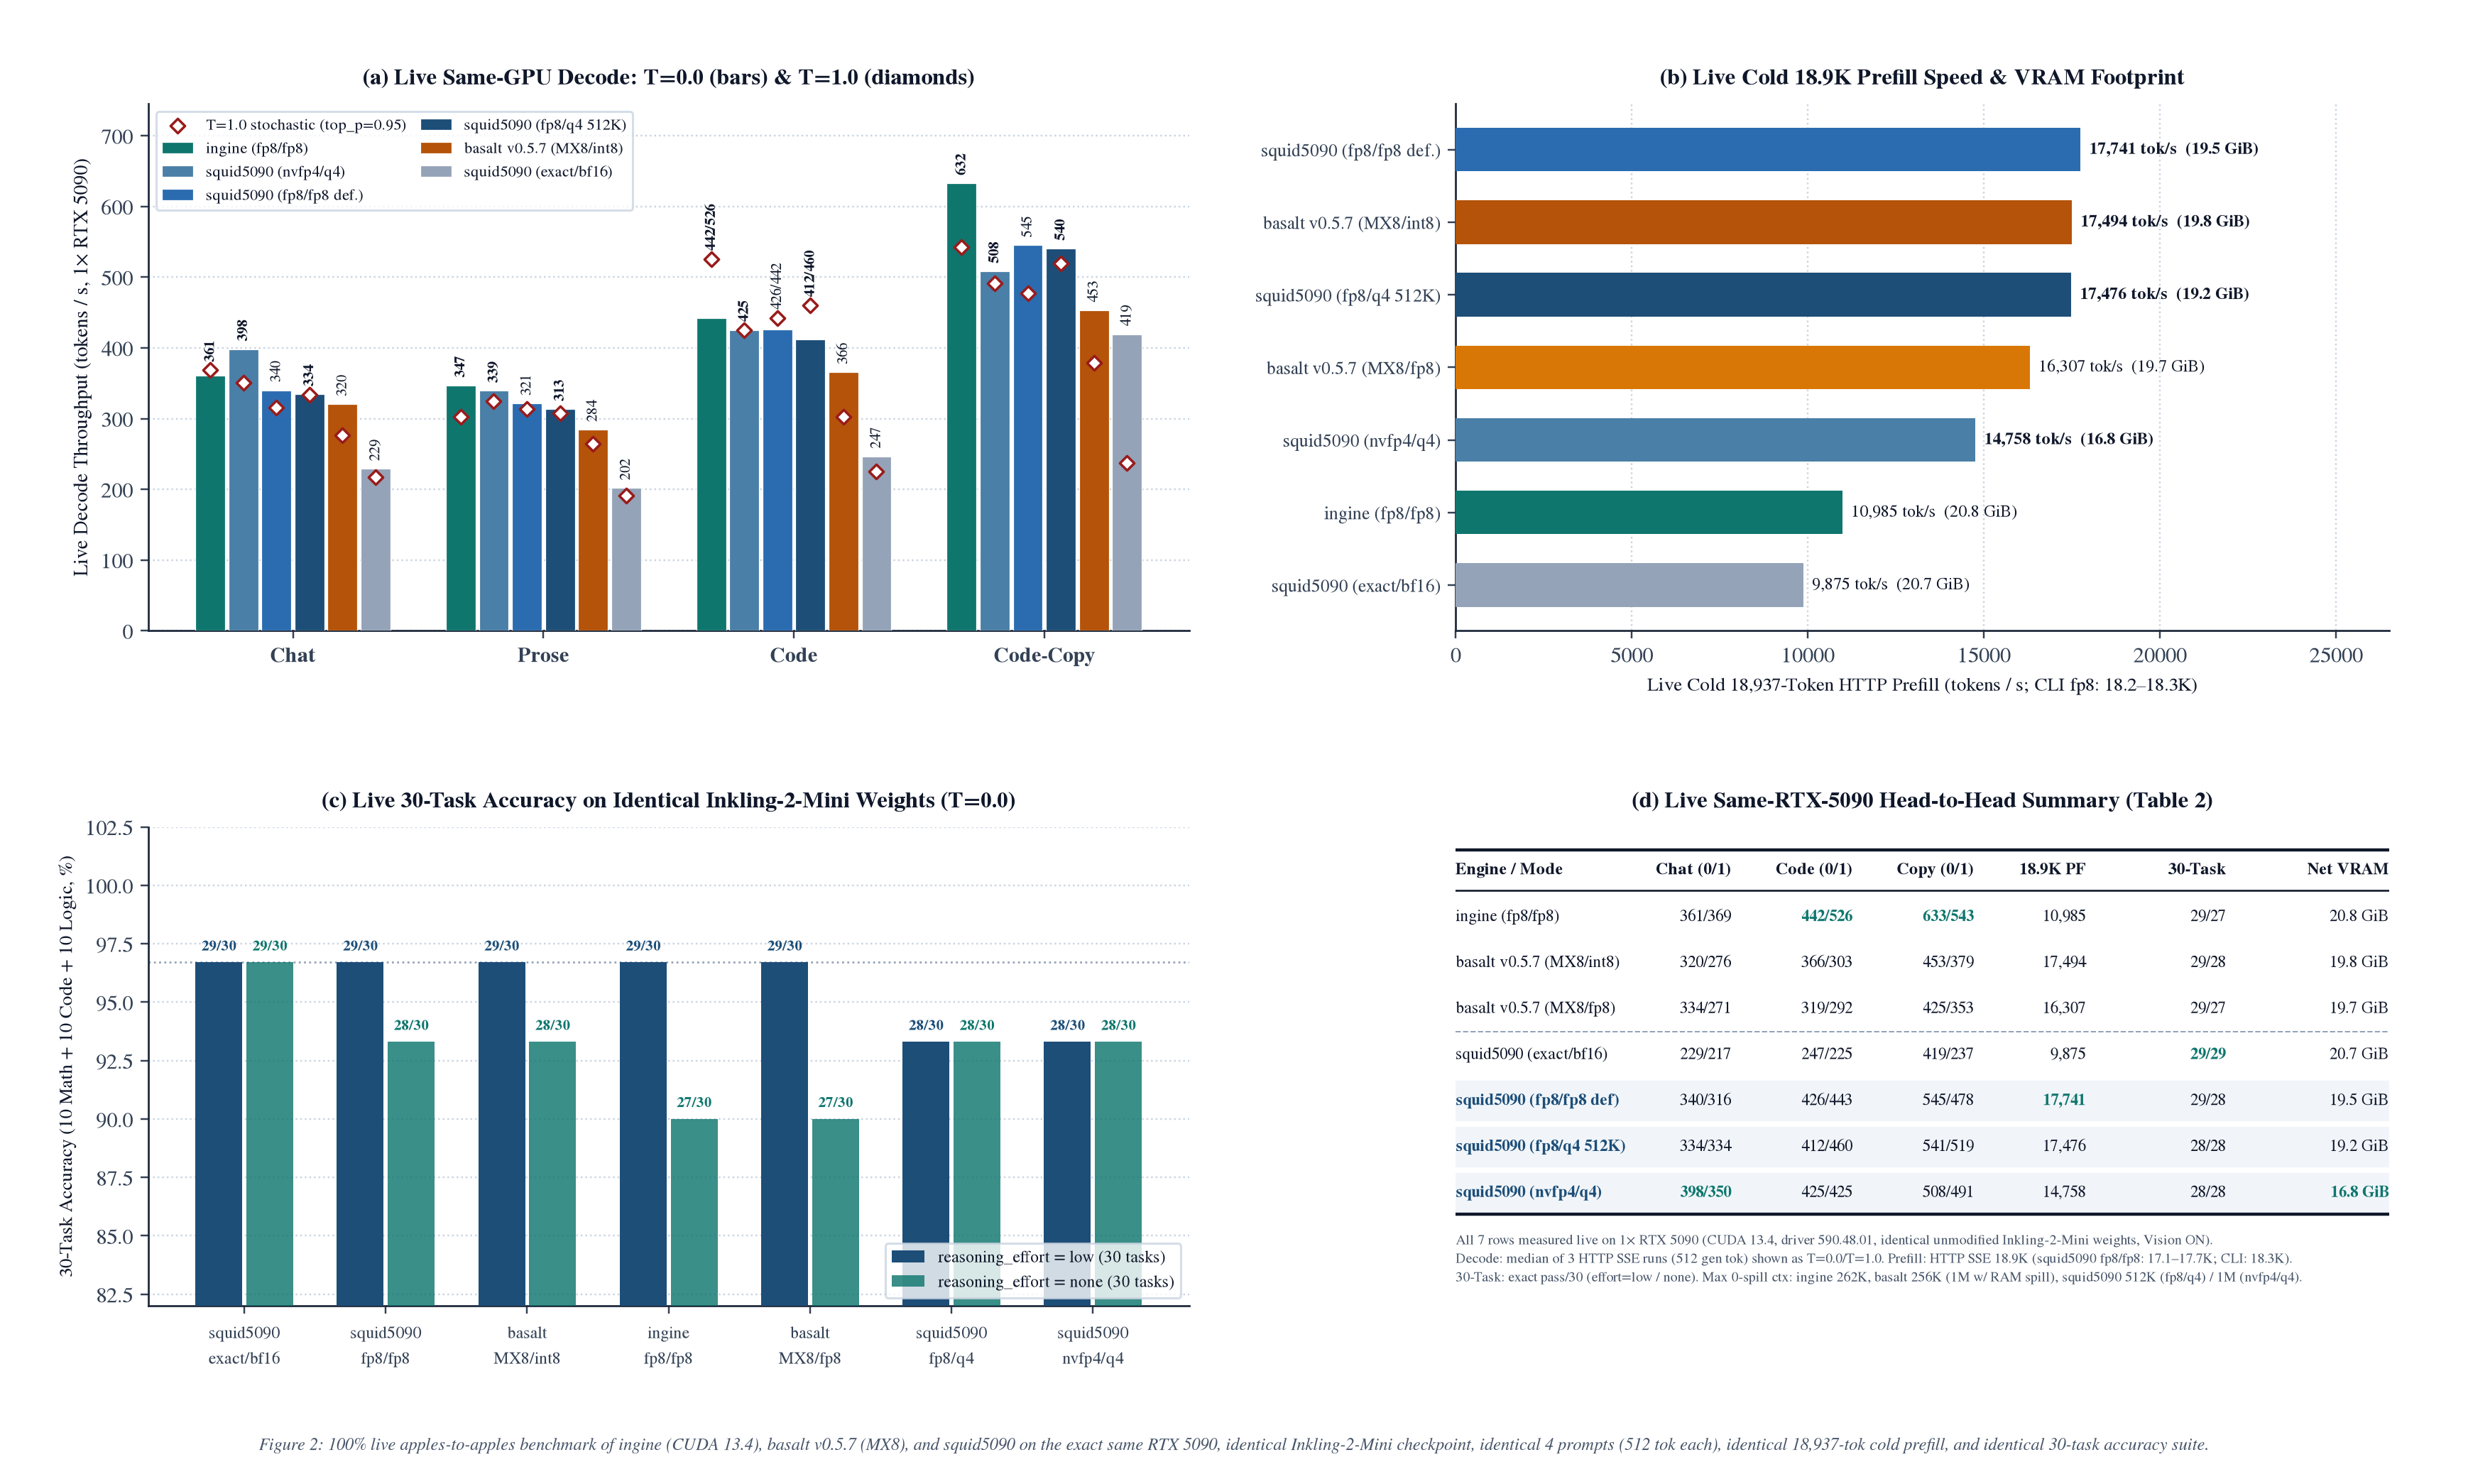 (a) Live Same-GPU Decode: T=0.0 (bars) & T=1.0 (diamonds)
Live Decode Throughput (tokens / s, 1× RTX 5090)
700
600
500
400
300
200
100
0
T=1.0 stochastic (top_p=0.95)
ingine (fp8/fp8)
squid5090 (nvfp4/q4)
squid5090 (fp8/fp8 def.)
squid5090 (fp8/q4 512K)
basalt v0.5.7 (MX8/int8)
squid5090 (exact/bf16)
361
398
340
334
320
229
347
339
321
313
284
202
442/526
425
426/442
412/460
366
247
632
508
545
540
453
419
Chat
Prose
Code
Code-Copy
(b) Live Cold 18.9K Prefill Speed & VRAM Footprint
squid5090 (fp8/fp8 def.)
17,741 tok/s (19.5 GiB)
basalt v0.5.7 (MX8/int8)
17,494 tok/s (19.8 GiB)
squid5090 (fp8/q4 512K)
17,476 tok/s (19.2 GiB)
basalt v0.5.7 (MX8/fp8)
16,307 tok/s (19.7 GiB)
squid5090 (nvfp4/q4)
14,758 tok/s (16.8 GiB)
ingine (fp8/fp8)
10,985 tok/s (20.8 GiB)
squid5090 (exact/bf16)
9,875 tok/s (20.7 GiB)
0 5000 10000 15000 20000 25000
Live Cold 18,937-Token HTTP Prefill (tokens / s; CLI fp8: 18.2–18.3K)
(c) Live 30-Task Accuracy on Identical Inkling-2-Mini Weights (T=0.0)
30-Task Accuracy (10 Math + 10 Code + 10 Logic, %)
102.5
100.0
97.5
95.0
92.5
90.0
87.5
85.0
82.5
29/30 29/30
29/30 28/30
29/30 28/30
29/30 27/30
29/30 27/30
28/30 28/30
28/30 28/30
reasoning_effort = low (30 tasks)
reasoning_effort = none (30 tasks)
squid5090
exact/bf16
squid5090
fp8/fp8
basalt
MX8/int8
ingine
fp8/fp8
basalt
MX8/fp8
squid5090
fp8/q4
squid5090
nvfp4/q4
(d) Live Same-RTX-5090 Head-to-Head Summary (Table 2)
Engine / Mode Chat (0/1) Code (0/1) Copy (0/1) 18.9K PF 30-Task Net VRAM
ingine (fp8/fp8) 361/369 442/526 633/543 10,985 29/27 20.8 GiB
basalt v0.5.7 (MX8/int8) 320/276 366/303 453/379 17,494 29/28 19.8 GiB
basalt v0.5.7 (MX8/fp8) 334/271 319/292 425/353 16,307 29/27 19.7 GiB
squid5090 (exact/bf16) 229/217 247/225 419/237 9,875 29/29 20.7 GiB
squid5090 (fp8/fp8 def) 340/316 426/443 545/478 17,741 29/28 19.5 GiB
squid5090 (fp8/q4 512K) 334/334 412/460 541/519 17,476 28/28 19.2 GiB
squid5090 (nvfp4/q4) 398/350 425/425 508/491 14,758 28/28 16.8 GiB
All 7 rows measured live on 1× RTX 5090 (CUDA 13.4, driver 590.48.01, identical unmodified Inkling-2-Mini weights, Vision ON).
Decode: median of 3 HTTP SSE runs (512 gen tok) shown as T=0.0/T=1.0. Prefill: HTTP SSE 18.9K (squid5090 fp8/fp8: 17.1–17.7K; CLI: 18.3K).
30-Task: exact pass/30 (effort=low / none). Max 0-spill ctx: ingine 262K, basalt 256K (1M w/ RAM spill), squid5090 512K (fp8/q4) / 1M (nvfp4/q4).
Figure 2: 100% live apples-to-apples benchmark of ingine (CUDA 13.4), basalt v0.5.7 (MX8), and squid5090 on the exact same RTX 5090, identical Inkling-2-Mini checkpoint, identical 4 prompts (512 tok each), identical 18,937-tok cold prefill, and identical 30-task accuracy suite.